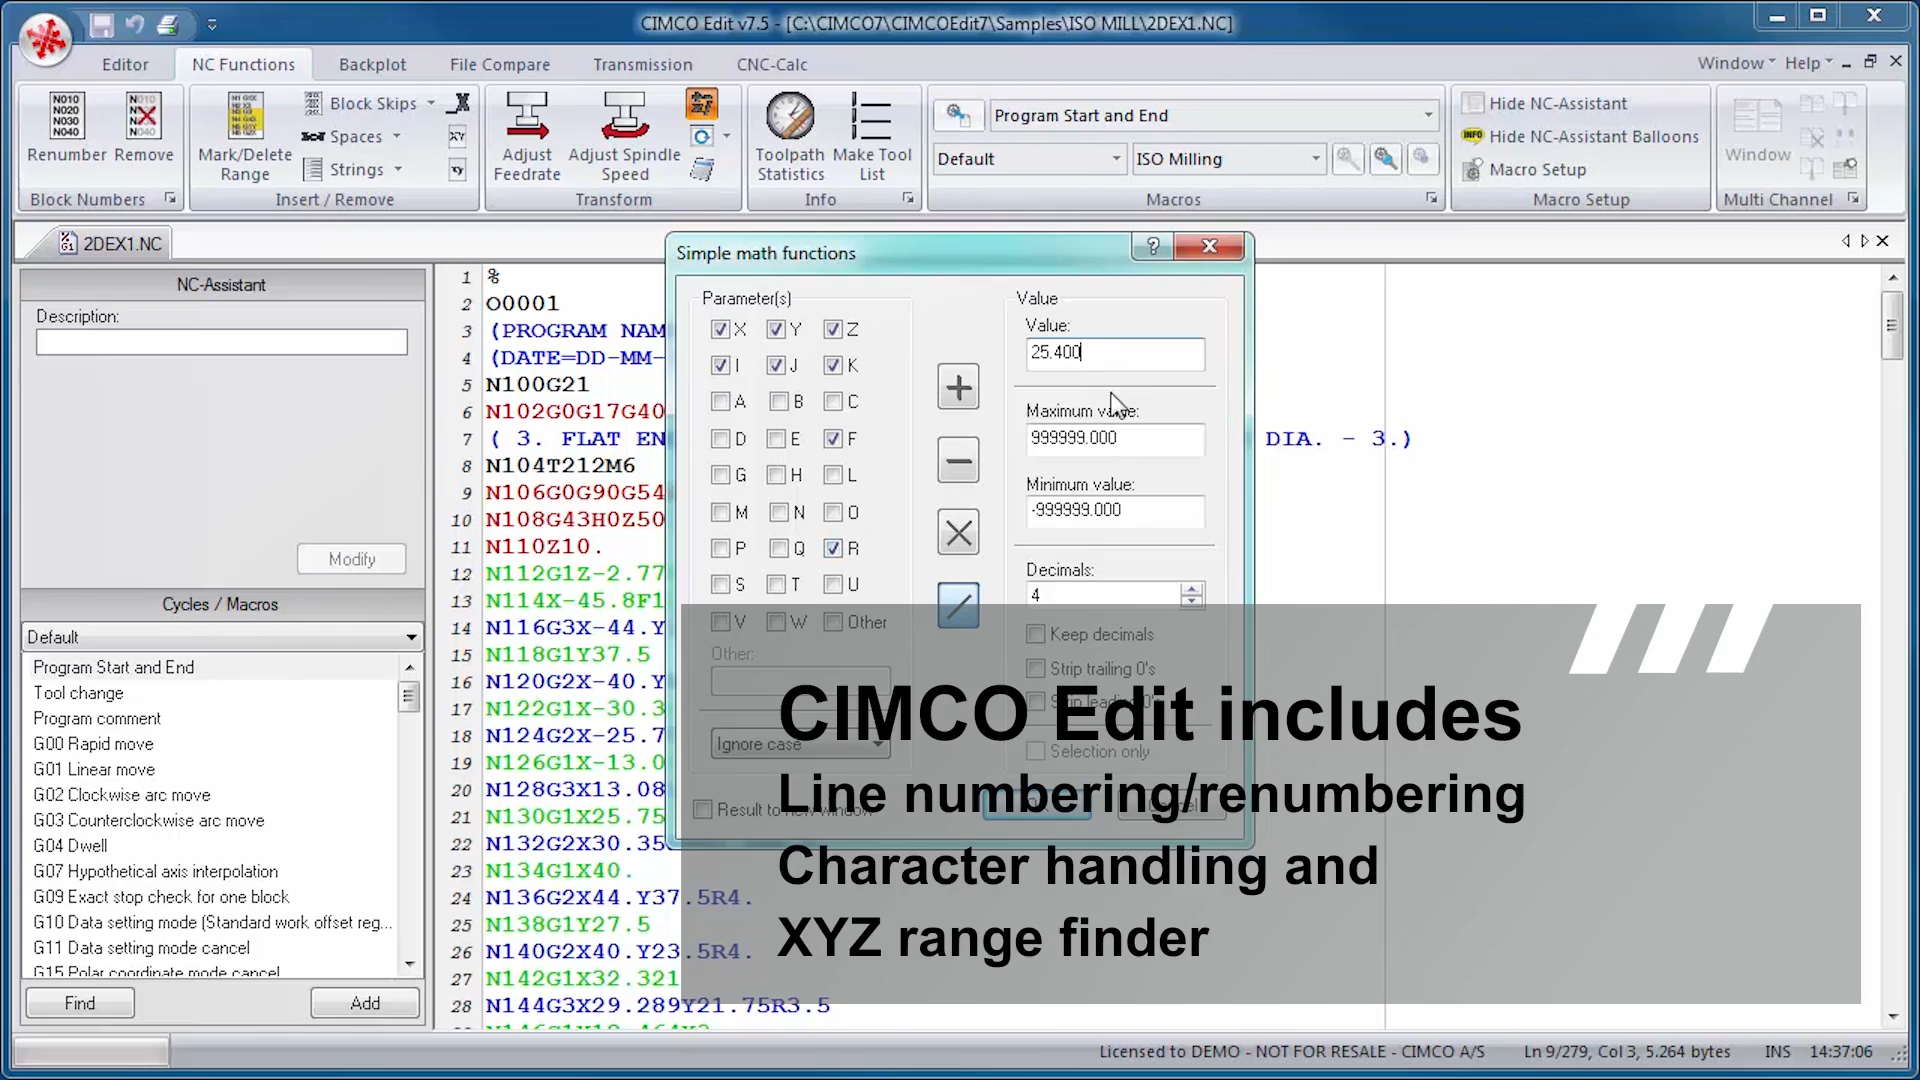 CIMCO Edit v7.5 - [C:\CIMCO7\CIMCOEdit7\Samples\ISO MILL\2DEX1.NC]
Editor NC Functions Backplot File Compare Transmission CNC-Calc Window Help
Renumber Remove
Block Numbers
Mark/Delete Range
Block Skips
Spaces
Strings
Insert / Remove
Adjust Feedrate
Adjust Spindle Speed
Transform
Toolpath Statistics
Make Tool List
Info
Program Start and End
Default
ISO Milling
Macros
Hide NC-Assistant
Hide NC-Assistant Balloons
Macro Setup
Macro Setup
Window
Multi Channel
2DEX1.NC
NC-Assistant
Description:
Modify
Cycles / Macros
Default
Program Start and End
Tool change
Program comment
G00 Rapid move
G01 Linear move
G02 Clockwise arc move
G03 Counterclockwise arc move
G04 Dwell
G07 Hypothetical axis interpolation
G09 Exact stop check for one block
G10 Data setting mode (Standard work offset reg...
G11 Data setting mode cancel
G15 Polar coordinate mode cancel
Find Add
1 %
2 O0001
3 (PROGRAM NAM
4 (DATE=DD-MM-
5 N100G21
6 N102G0G17G40
7 ( 3. FLAT EN DIA. - 3.)
8 N104T212M6
9 N106G0G90G54
10 N108G43H0Z50
11 N110Z10.
12 N112G1Z-2.77
13 N114X-45.8F1
14 N116G3X-44.Y
15 N118G1Y37.5
16 N120G2X-40.Y
17 N122G1X-30.3
18 N124G2X-25.7
19 N126G1X-13.0
20 N128G3X13.08
21 N130G1X25.75
22 N132G2X30.35
23 N134G1X40.
24 N136G2X44.Y37.5R4.
25 N138G1Y27.5
26 N140G2X40.Y23.5R4.
27 N142G1X32.321
28 N144G3X29.289Y21.75R3.5
Simple math functions
Parameter(s)
X Y Z
I J K
A B C
D E F
G H L
M N O
P Q R
S T U
V W Other
Other:
Ignore case
Result to new window
Value
Value:
25.400
Maximum value:
999999.000
Minimum value:
-999999.000
Decimals:
4
Keep decimals
Strip trailing 0's
Strip leading 0's
Selection only
Cancel
CIMCO Edit includes
Line numbering/renumbering
Character handling and
XYZ range finder
Licensed to DEMO - NOT FOR RESALE - CIMCO A/S Ln 9/279, Col 3, 5.264 bytes INS 14:37:06